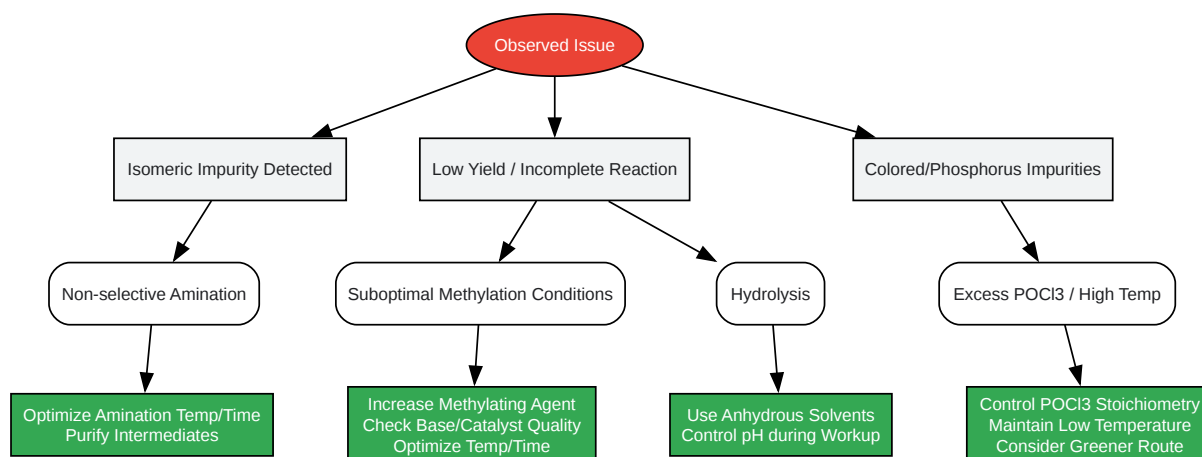 Observed Issue
Isomeric Impurity Detected
Low Yield / Incomplete Reaction
Colored/Phosphorus Impurities
Non-selective Amination
Suboptimal Methylation Conditions
Hydrolysis
Excess POCl3 / High Temp
Optimize Amination Temp/Time
Purify Intermediates
Increase Methylating Agent
Check Base/Catalyst Quality
Optimize Temp/Time
Use Anhydrous Solvents
Control pH during Workup
Control POCl3 Stoichiometry
Maintain Low Temperature
Consider Greener Route